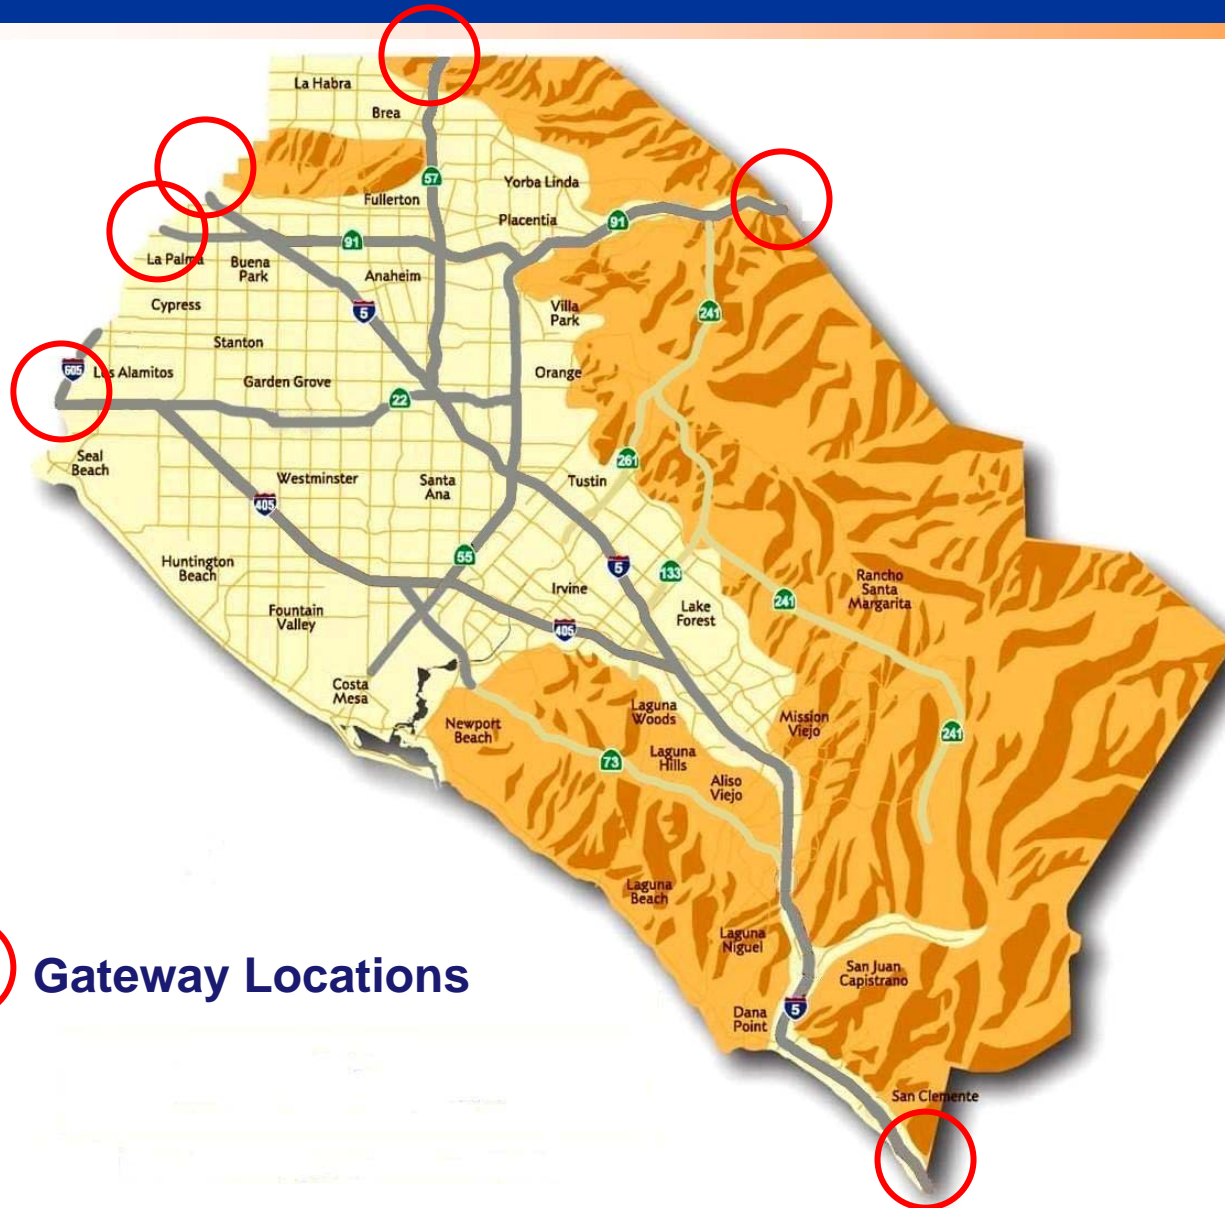 La Habra
Brea
57
Yorba Linda
Fullerton
Placentia
91
91
La Palma
Buena
Park
Anaheim
Cypress
Villa
Park
5
241
Stanton
605
Los Alamitos
Orange
Garden Grove
22
Seal
Beach
261
Westminster
Santa
Ana
Tustin
405
55
Huntington
Beach
5
133
Irvine
Rancho
Santa
Margarita
241
Lake
Forest
Fountain
Valley
405
Costa
Mesa
Laguna
Woods
Mission
Viejo
Newport
Beach
241
Laguna
Hills
73
Aliso
Viejo
Laguna
Beach
Laguna
Niguel
Gateway Locations
San Juan
Capistrano
5
Dana
Point
San Clemente